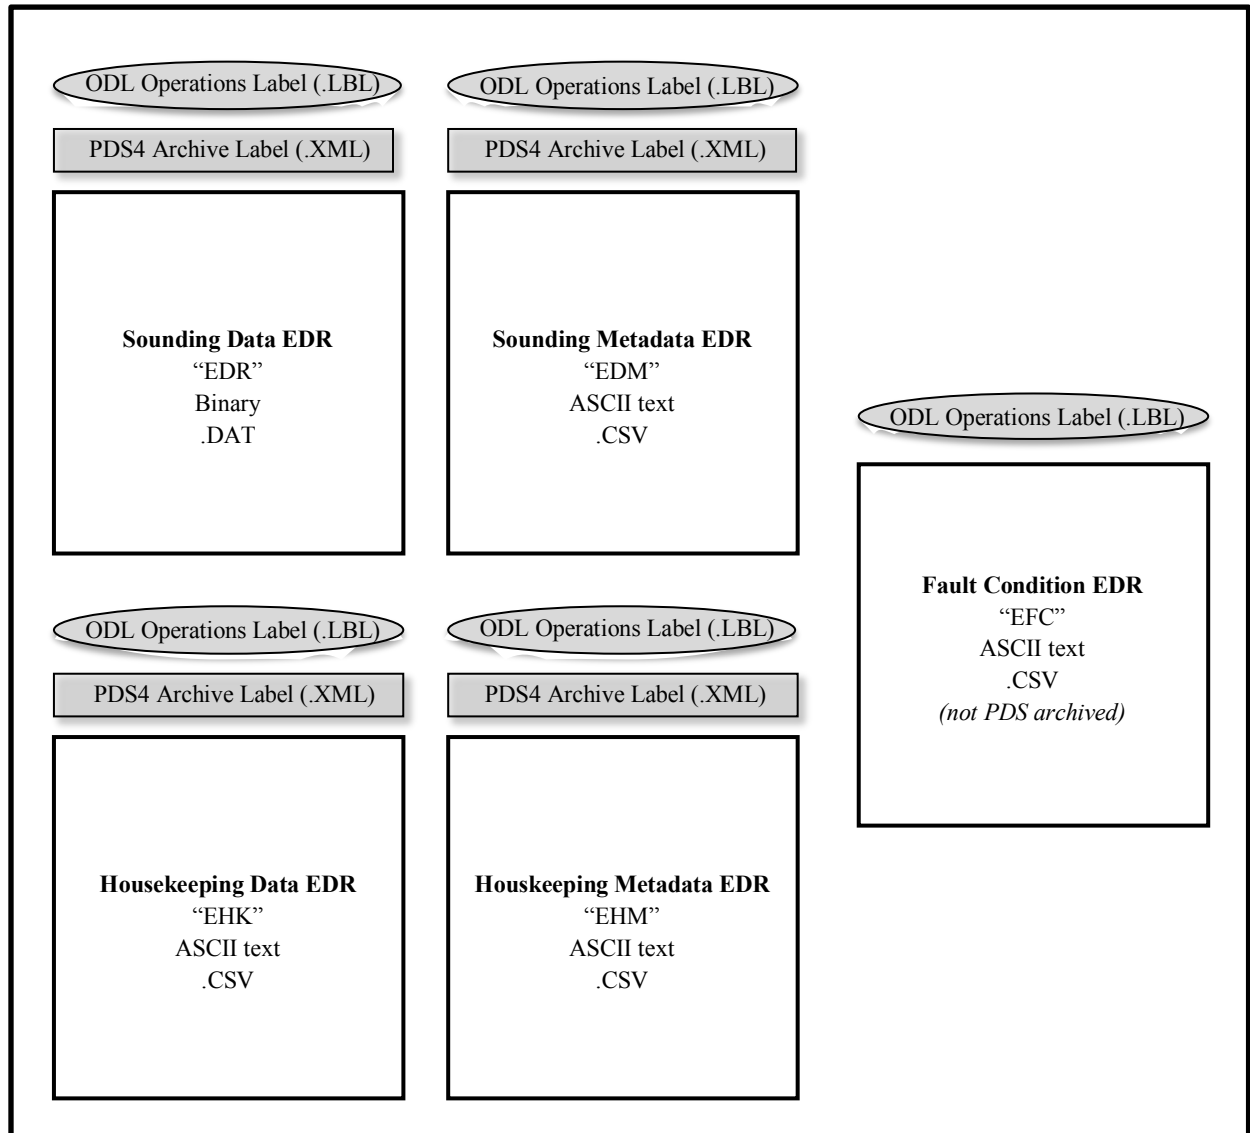 ODL Operations Label (.LBL)
PDS4 Archive Label (.XML)
Sounding Data EDR
“EDR”
Binary
.DAT
ODL Operations Label (.LBL)
PDS4 Archive Label (.XML)
Sounding Metadata EDR
“EDM”
ASCII text
.CSV
ODL Operations Label (.LBL)
Fault Condition EDR
“EFC”
ASCII text
.CSV
(not PDS archived)
ODL Operations Label (.LBL)
PDS4 Archive Label (.XML)
Housekeeping Data EDR
“EHK”
ASCII text
.CSV
ODL Operations Label (.LBL)
PDS4 Archive Label (.XML)
Houskeeping Metadata EDR
“EHM”
ASCII text
.CSV